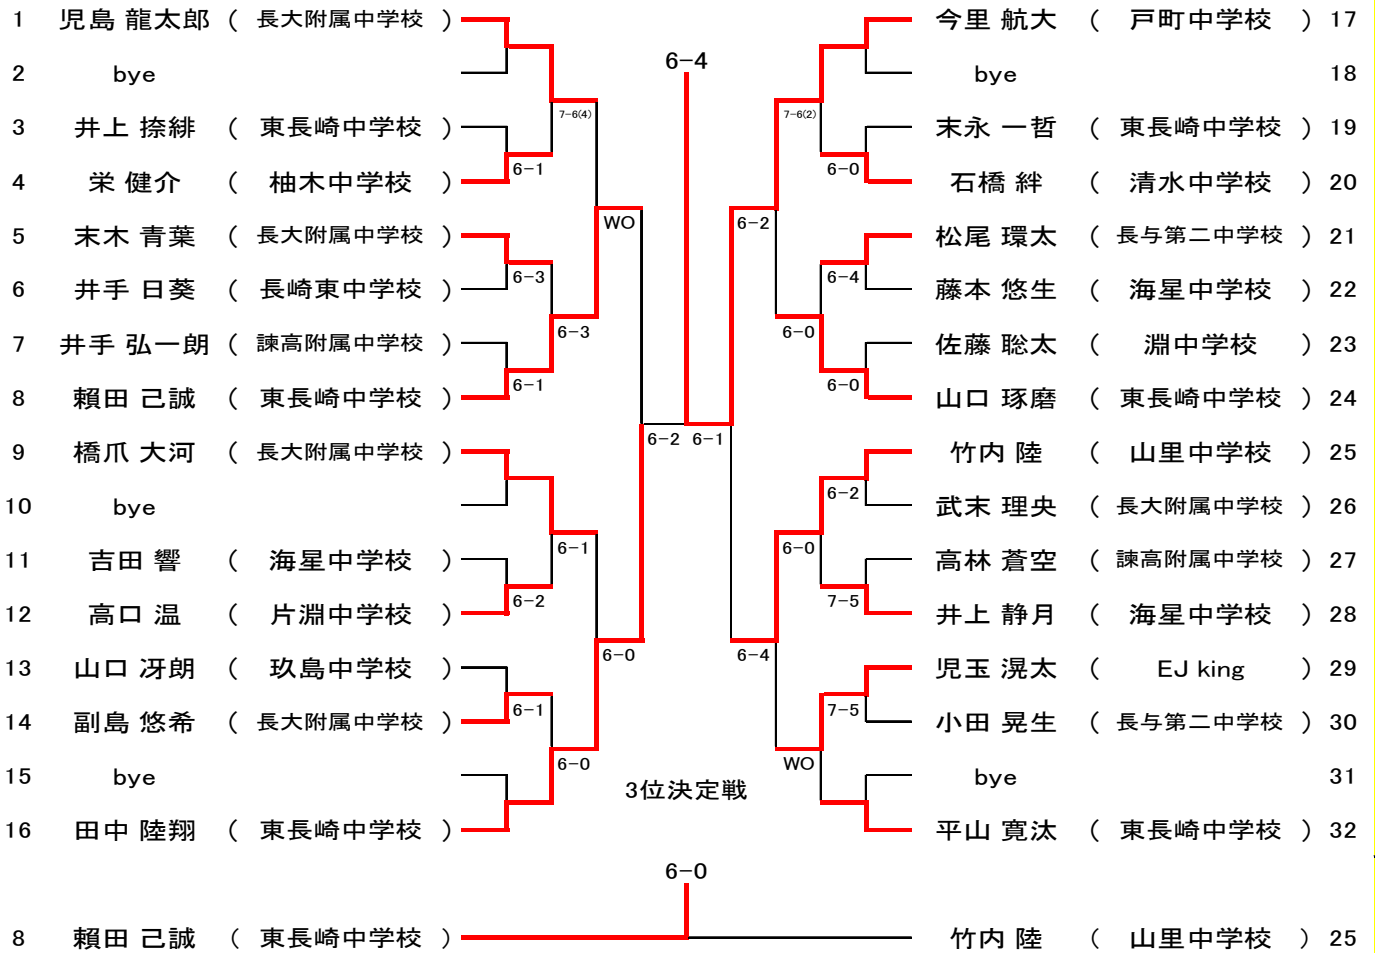 1 児島 龍太郎 ( 長大附属中学校 )
2 bye
3 井上 捺緋 ( 東長崎中学校 )
4 栄 健介 ( 柚木中学校 )
5 末木 青葉 ( 長大附属中学校 )
6 井手 日葵 ( 長崎東中学校 )
7 井手 弘一朗 ( 諫高附属中学校 )
8 賴田 己誠 ( 東長崎中学校 )
9 橋爪 大河 ( 長大附属中学校 )
10 bye
11 吉田 響 ( 海星中学校 )
12 高口 温 ( 片淵中学校 )
13 山口 冴朗 ( 玖島中学校 )
14 副島 悠希 ( 長大附属中学校 )
15 bye
16 田中 陸翔 ( 東長崎中学校 )
6-1
6-3
6-1
6-2
6-1
7-6(4)
6-3
6-1
6-0
WO
6-0
6-2
6-4
6-1
6-2
6-4
7-6(2)
6-0
6-0
WO
6-0
6-4
6-0
6-2
7-5
7-5
今里 航大 ( 戸町中学校 ) 17
bye 18
末永 一哲 ( 東長崎中学校 ) 19
石橋 絆 ( 清水中学校 ) 20
松尾 環太 ( 長与第二中学校 ) 21
藤本 悠生 ( 海星中学校 ) 22
佐藤 聡太 ( 淵中学校 ) 23
山口 琢磨 ( 東長崎中学校 ) 24
竹内 陸 ( 山里中学校 ) 25
武末 理央 ( 長大附属中学校 ) 26
高林 蒼空 ( 諫高附属中学校 ) 27
井上 静月 ( 海星中学校 ) 28
児玉 滉太 ( EJ king ) 29
小田 晃生 ( 長与第二中学校 ) 30
bye 31
平山 寛汰 ( 東長崎中学校 ) 32
3位決定戦
6-0
8 賴田 己誠 ( 東長崎中学校 )
竹内 陸 ( 山里中学校 ) 25